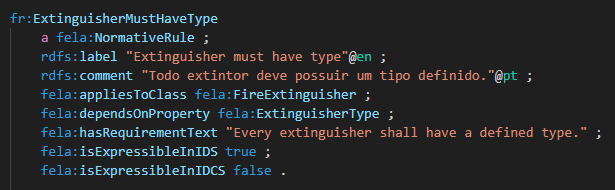 fr:ExtinguisherMustHaveType
a fela:NormativeRule ;
rdfs:label "Extinguisher must have type"@en ;
rdfs:comment "Todo extintor deve possuir um tipo definido."@pt ;
fela:appliesToClass fela:FireExtinguisher ;
fela:dependsOnProperty fela:ExtinguisherType ;
fela:hasRequirementText "Every extinguisher shall have a defined type." ;
fela:isExpressibleInIDS true ;
fela:isExpressibleInIDCS false .